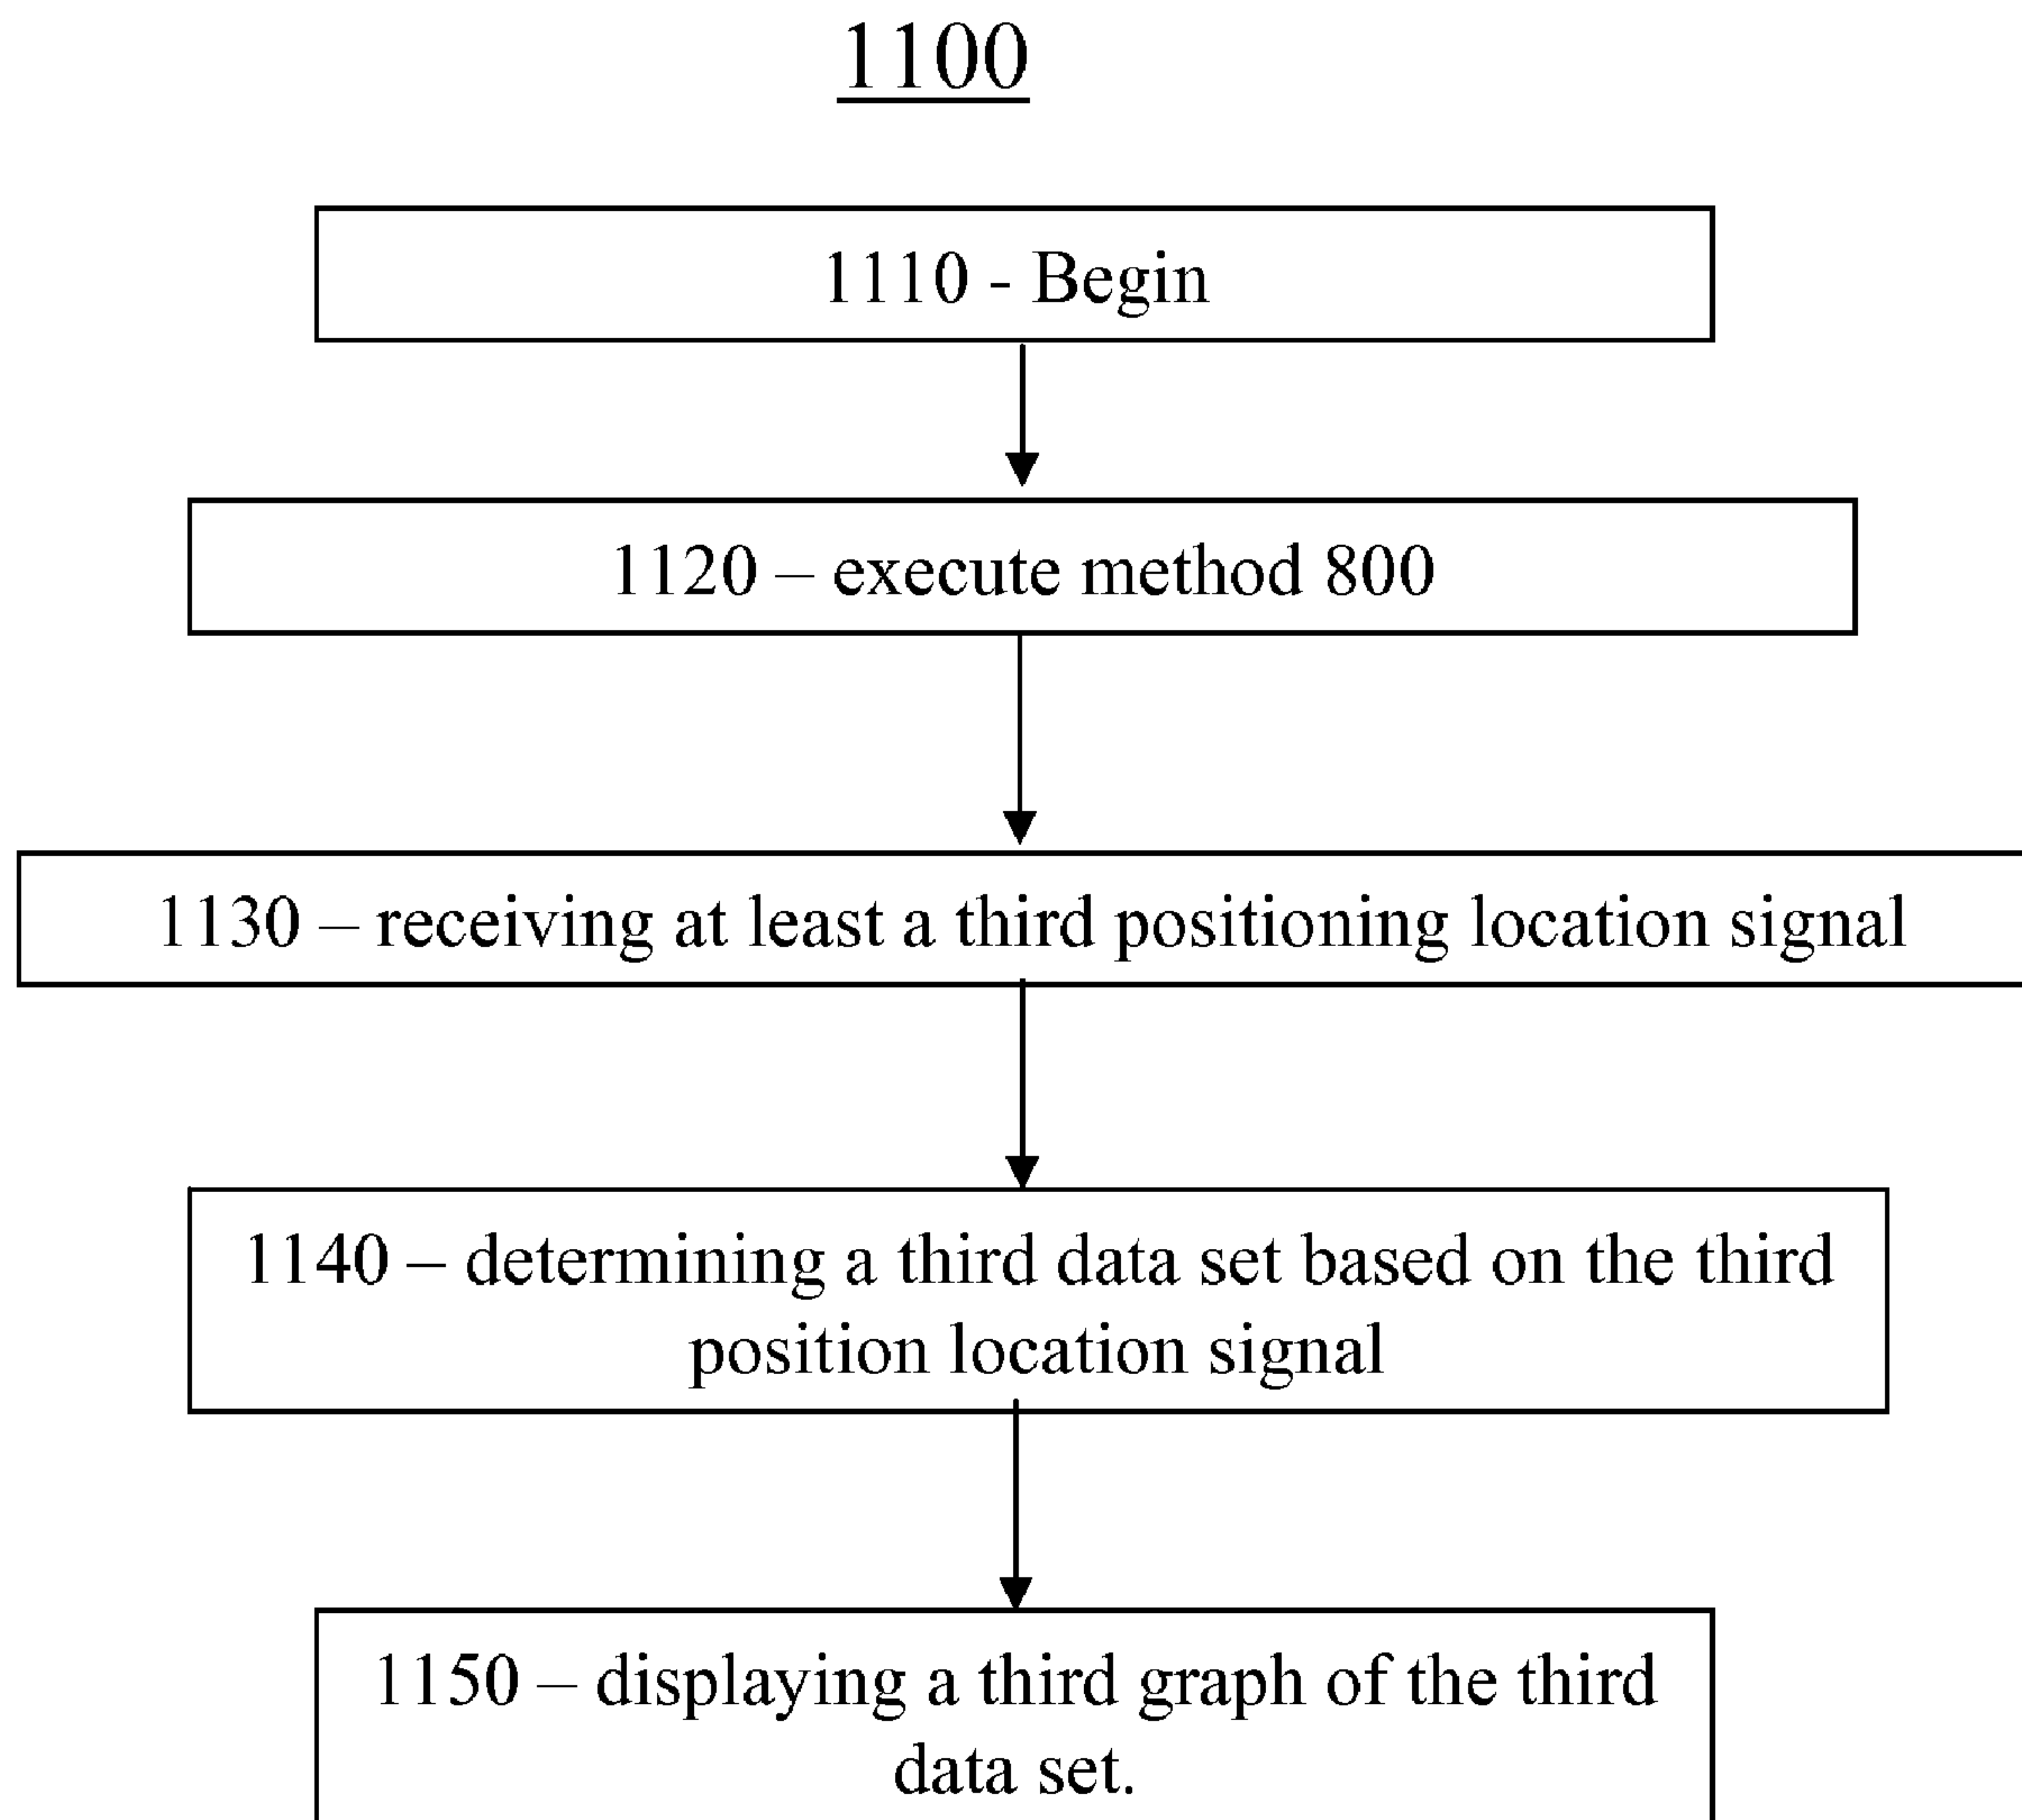 1100
1110 - Begin
1120 – execute method 800
1130 – receiving at least a third positioning location signal
1140 – determining a third data set based on the third
position location signal
1150 – displaying a third graph of the third
data set.